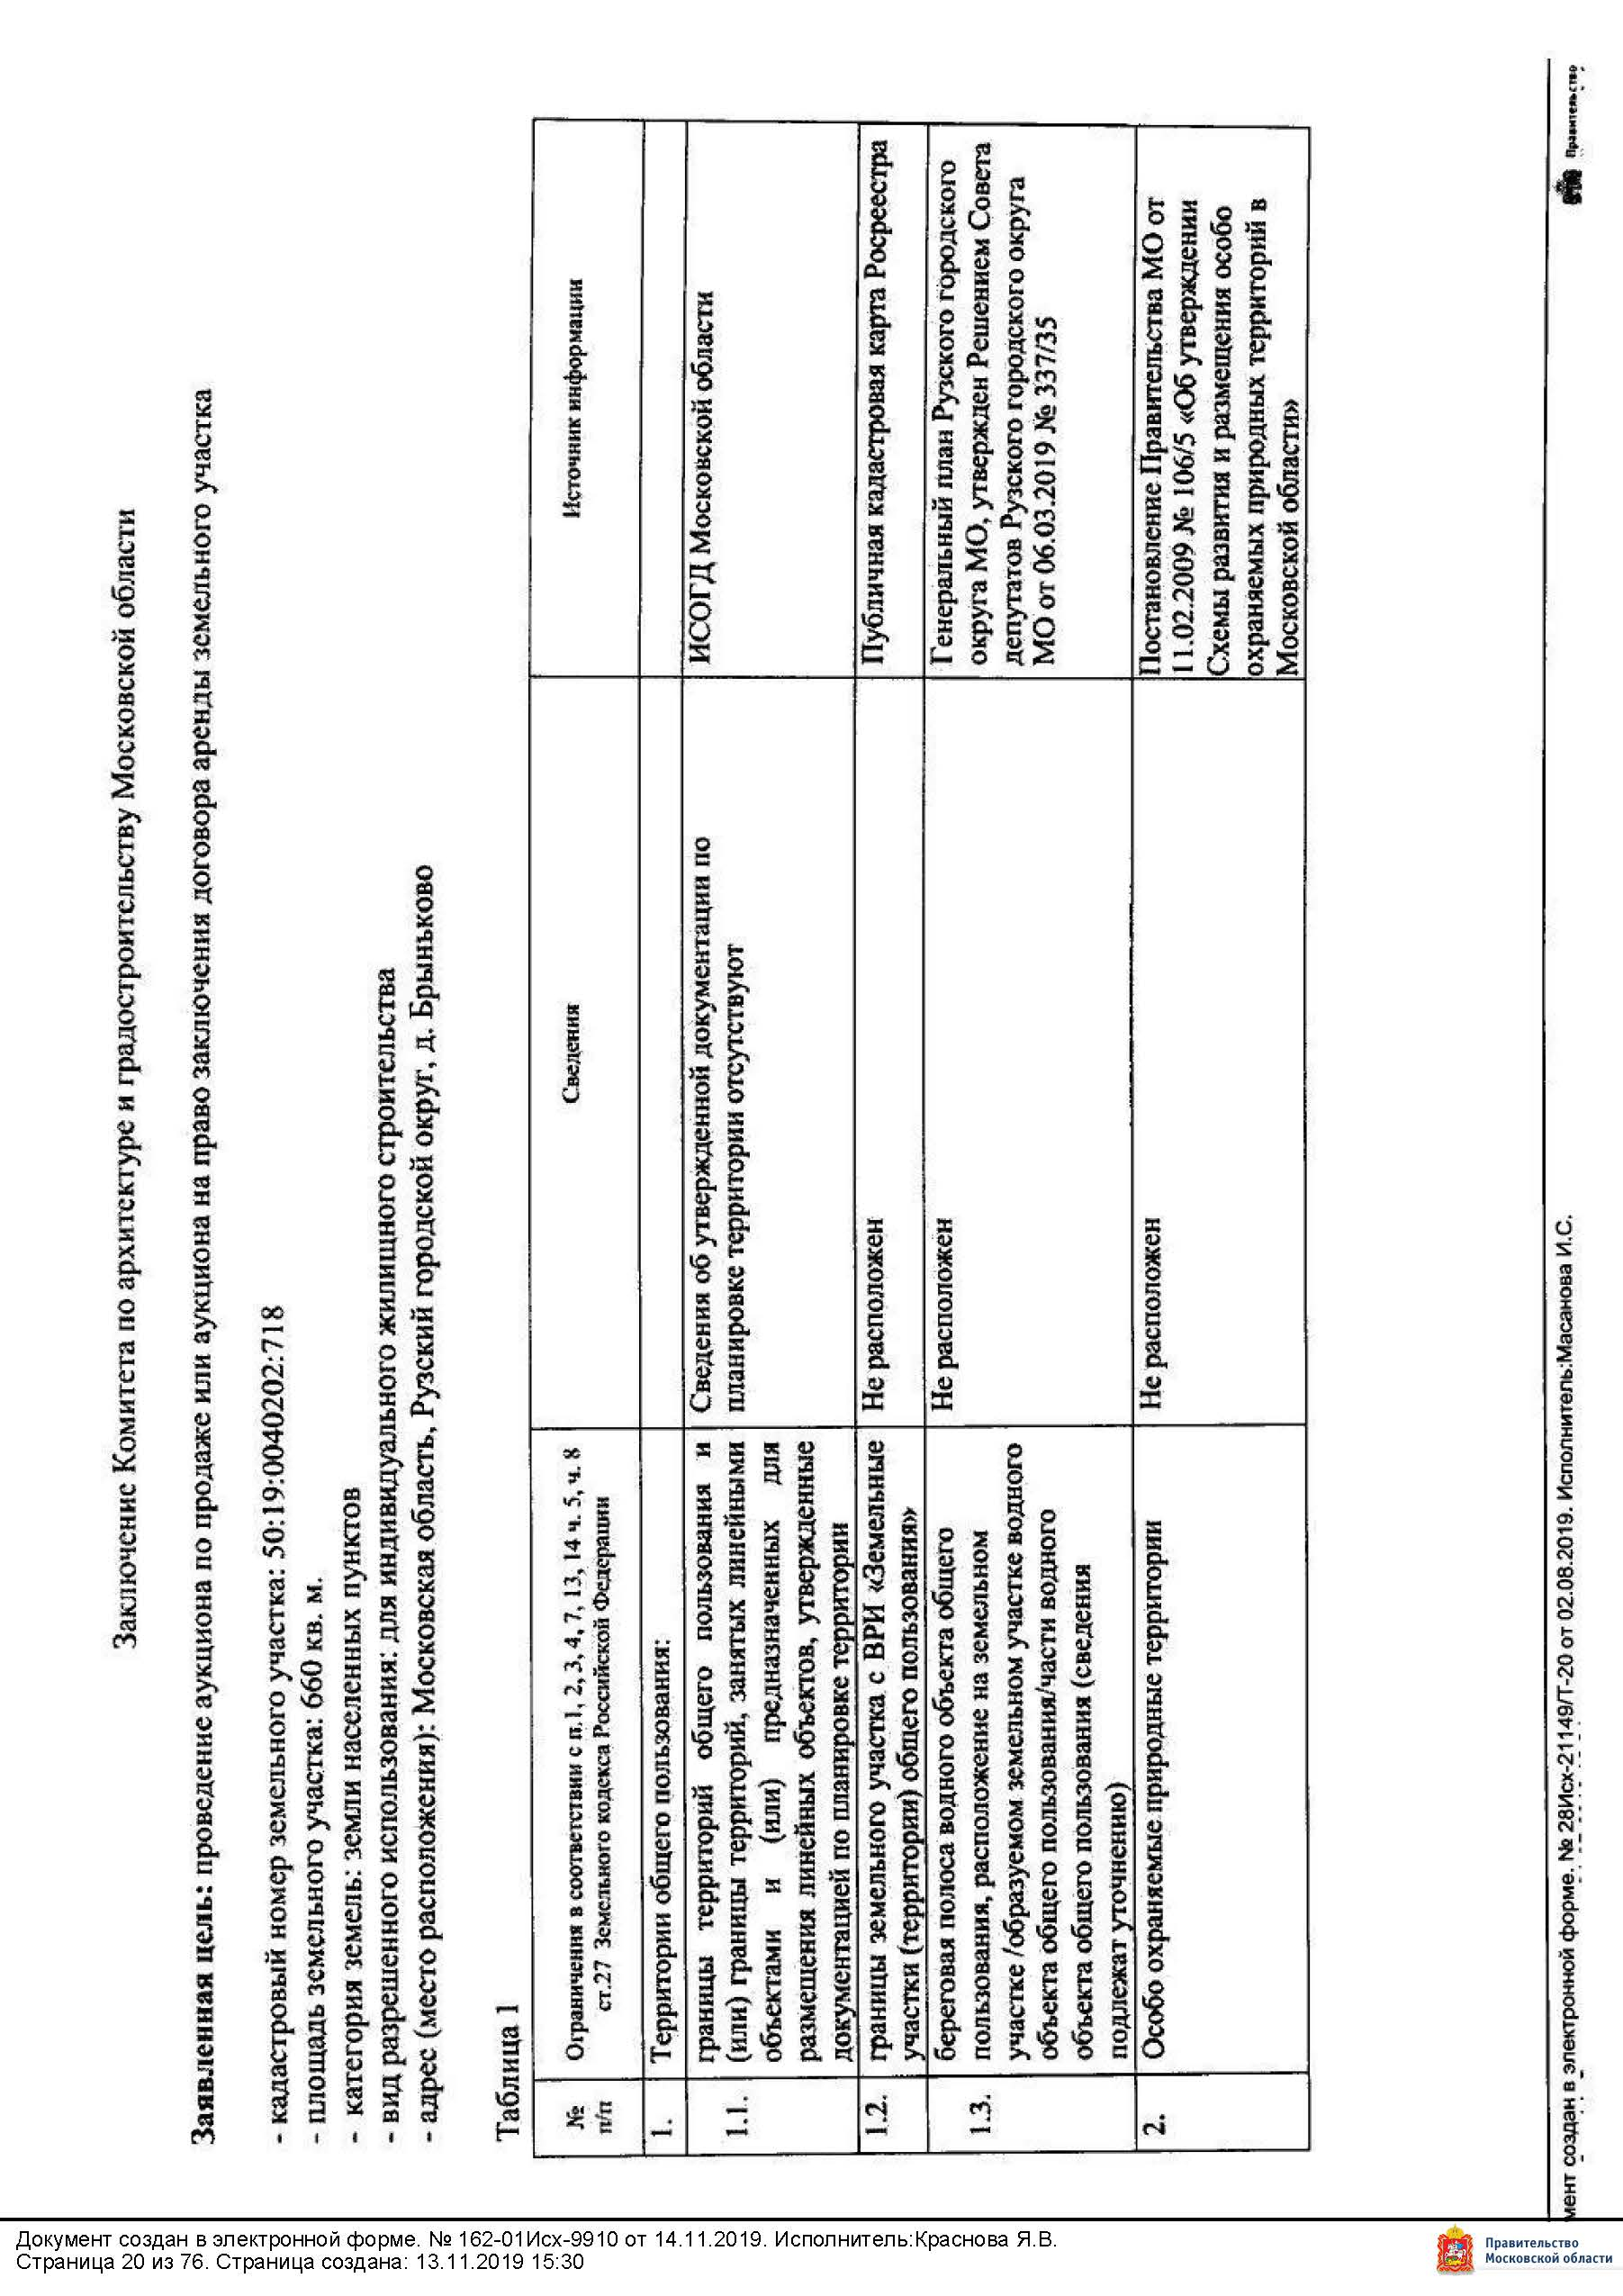 Заключение Комитета по архитектуре и градостроительству Московской области
Заявленная цель: проведение аукциона по продаже или аукциона на право заключения договора аренды земельного участка
- кадастровый номер земельного участка: 50:19:0040202:718
- площадь земельного участка: 660 кв. м.
- категория земель: земли населенных пунктов
- вид разрешенного использования: для индивидуального жилищного строительства
- адрес (место расположения): Московская область, Рузский городской округ, д. Брыньково
Таблица 1
№
п/п
Ограничения в соответствии с п.1, 2, 3, 4, 7, 13, 14 ч. 5, ч. 8
ст.27 Земельного кодекса Российской Федерации
Сведения
Источник информации
1.
Территории общего пользования:
1.1.
границы территорий общего пользования и
(или) границы территорий, занятых линейными
объектами и (или) предназначенных для
размещения линейных объектов, утвержденные
документацией по планировке территории
Сведения об утвержденной документации по
планировке территории отсутствуют
ИСОГД Московской области
1.2.
границы земельного участка с ВРИ «Земельные
участки (территории) общего пользования»
Не расположен
Публичная кадастровая карта Росреестра
1.3.
береговая полоса водного объекта общего
пользования, расположение на земельном
участке /образуемом земельном участке водного
объекта общего пользования/части водного
объекта общего пользования (сведения
подлежат уточнению)
Не расположен
Генеральный план Рузского городского
округа МО, утвержден Решением Совета
депутатов Рузского городского округа
МО от 06.03.2019 № 337/35
2.
Особо охраняемые природные территории
Не расположен
Постановление Правительства МО от
11.02.2009 № 106/5 «Об утверждении
Схемы развития и размещения особо
охраняемых природных территорий в
Московской области»
мент создан в электронной форме. № 28Исх-21149/Т-20 от 02.08.2019. Исполнитель:Масанова И.С.
Правительство
Документ создан в электронной форме. № 162-01Исх-9910 от 14.11.2019. Исполнитель:Краснова Я.В.
Страница 20 из 76. Страница создана: 13.11.2019 15:30
Правительство
Московской области